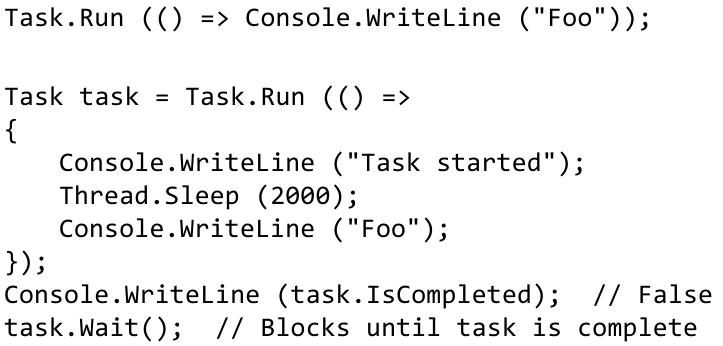 Task.Run (() => Console.WriteLine ("Foo"));
Task task = Task.Run (() =>
{
    Console.WriteLine ("Task started");
    Thread.Sleep (2000);
    Console.WriteLine ("Foo");
});
Console.WriteLine (task.IsCompleted);  // False
task.Wait();  // Blocks until task is complete